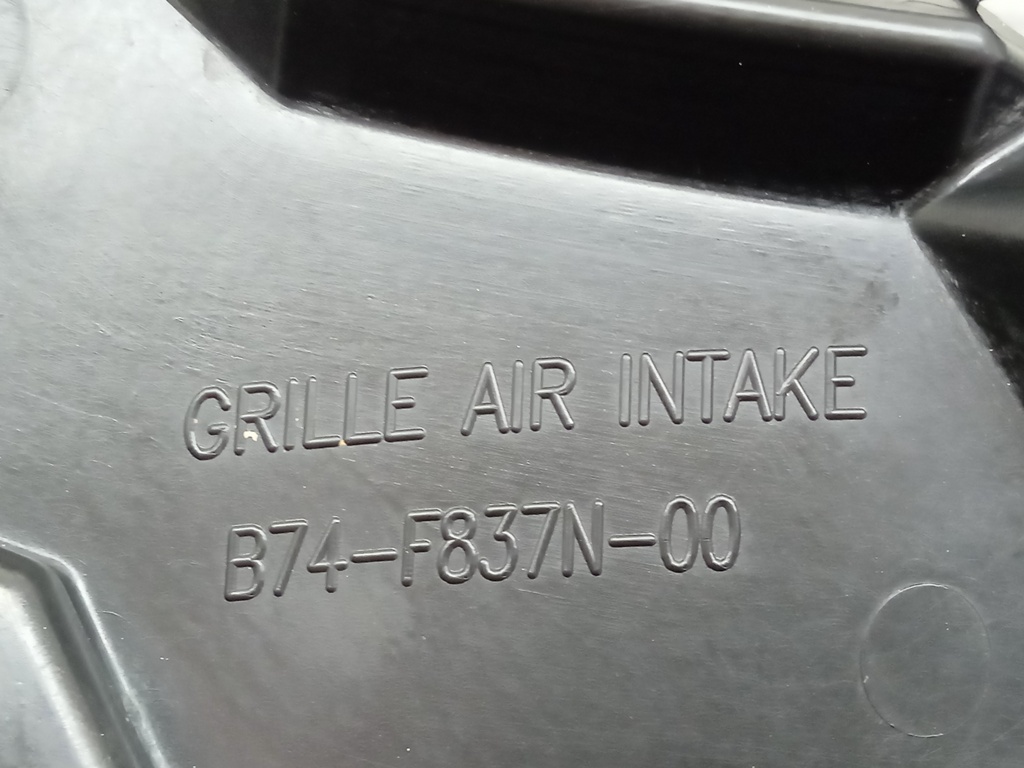 GRILLE AIR INTAKE
B74-F837N-00